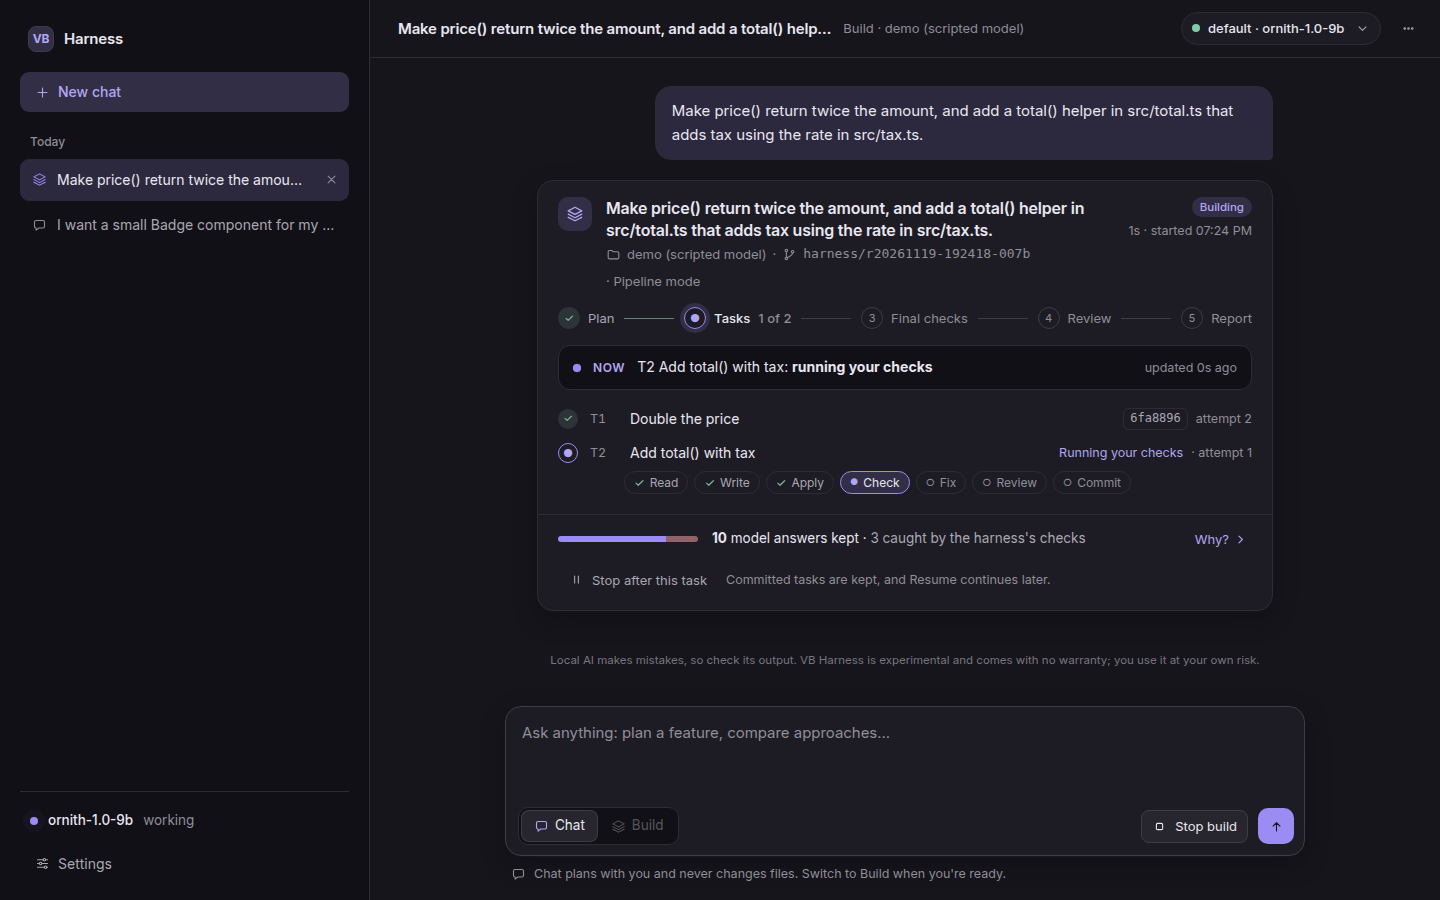 VB Harness
New chat
Today
Make price() return twice the amou...
I want a small Badge component for my ...
ornith-1.0-9b working
Settings
Make price() return twice the amount, and add a total() help... Build · demo (scripted model)
default · ornith-1.0-9b
Make price() return twice the amount, and add a total() helper in src/total.ts that
adds tax using the rate in src/tax.ts.
Make price() return twice the amount, and add a total() helper in
src/total.ts that adds tax using the rate in src/tax.ts.
Building
1s · started 07:24 PM
demo (scripted model) · harness/r20261119-192418-007b
· Pipeline mode
Plan Tasks 1 of 2 3 Final checks 4 Review 5 Report
NOW T2 Add total() with tax: running your checks updated 0s ago
T1 Double the price 6fa8896 attempt 2
T2 Add total() with tax Running your checks · attempt 1
Read Write Apply Check Fix Review Commit
10 model answers kept · 3 caught by the harness's checks Why?
Stop after this task Committed tasks are kept, and Resume continues later.
Local AI makes mistakes, so check its output. VB Harness is experimental and comes with no warranty; you use it at your own risk.
Ask anything: plan a feature, compare approaches...
Chat Build Stop build
Chat plans with you and never changes files. Switch to Build when you're ready.